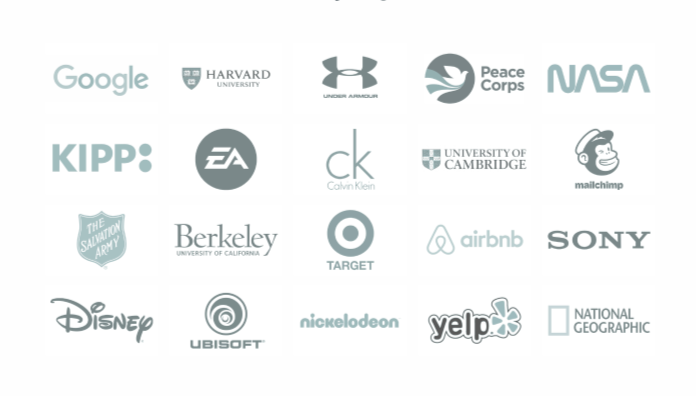 Google
HARVARD
UNIVERSITY
UNDER ARMOUR
Peace
Corps
NASA
KIPP:
EA
ck
Calvin Klein
UNIVERSITY OF
CAMBRIDGE
mailchimp
THE
SALVATION
ARMY
Berkeley
UNIVERSITY OF CALIFORNIA
TARGET
airbnb
SONY
Disney
UBISOFT
nickelodeon
yelp
NATIONAL
GEOGRAPHIC